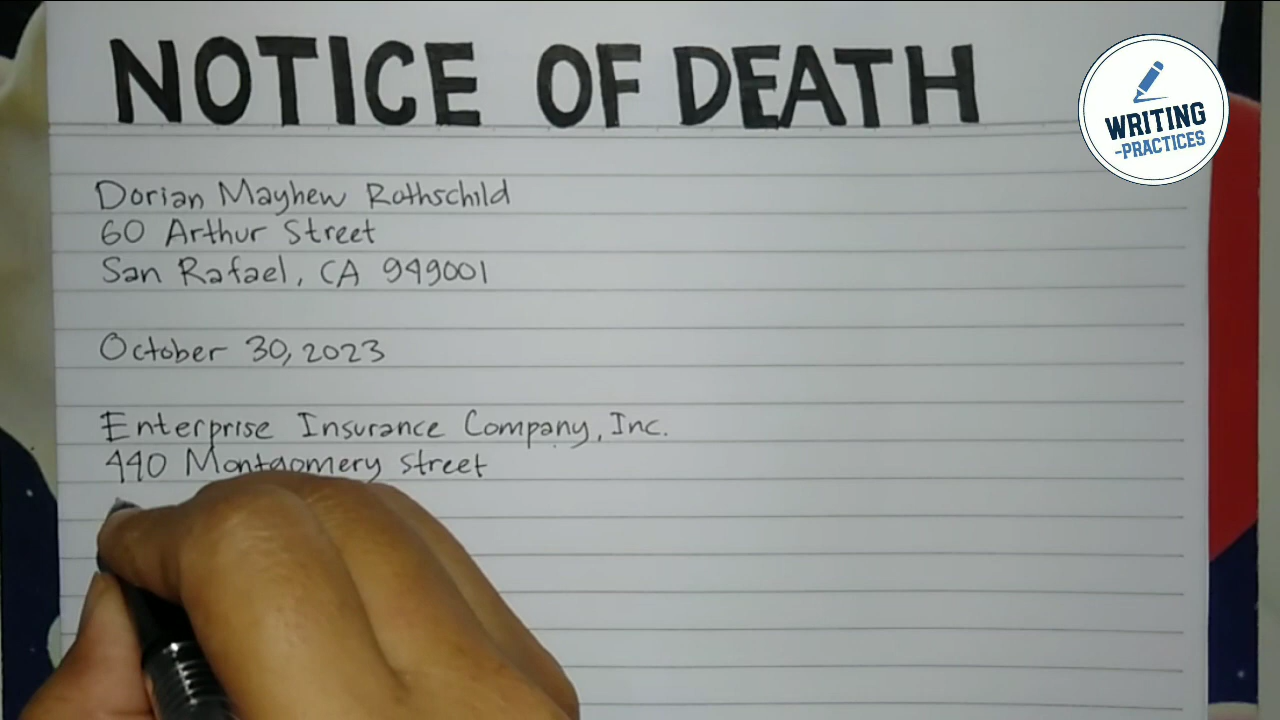 NOTICE OF DEATH
WRITING
-PRACTICES
Dorian Mayhew Rothschild
60 Arthur Street
San Rafael, CA 949001
October 30, 2023
Enterprise Insurance Company, Inc.
440 Montgomery Street